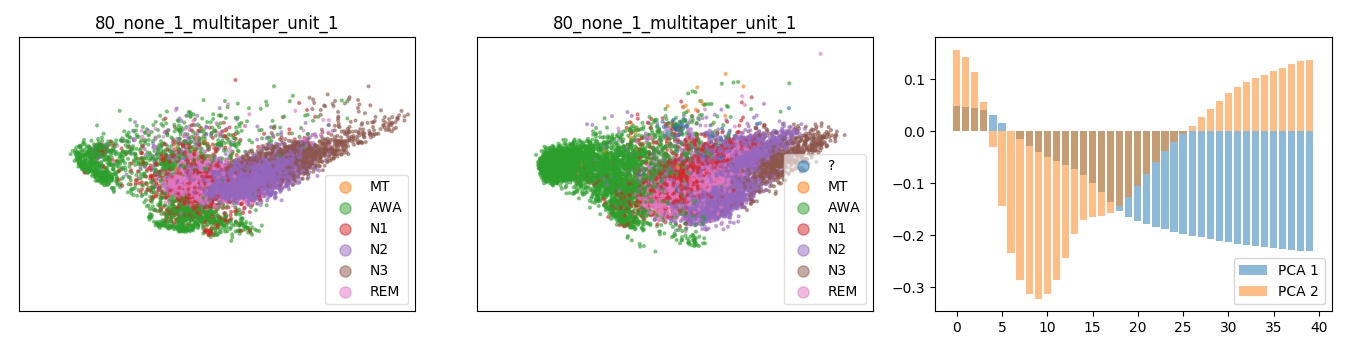 80_none_1_multitaper_unit_1
MT
AWA
N1
N2
N3
REM
80_none_1_multitaper_unit_1
?
MT
AWA
N1
N2
N3
REM
0.1
0.0
−0.1
−0.2
−0.3
0 5 10 15 20 25 30 35 40
PCA 1
PCA 2